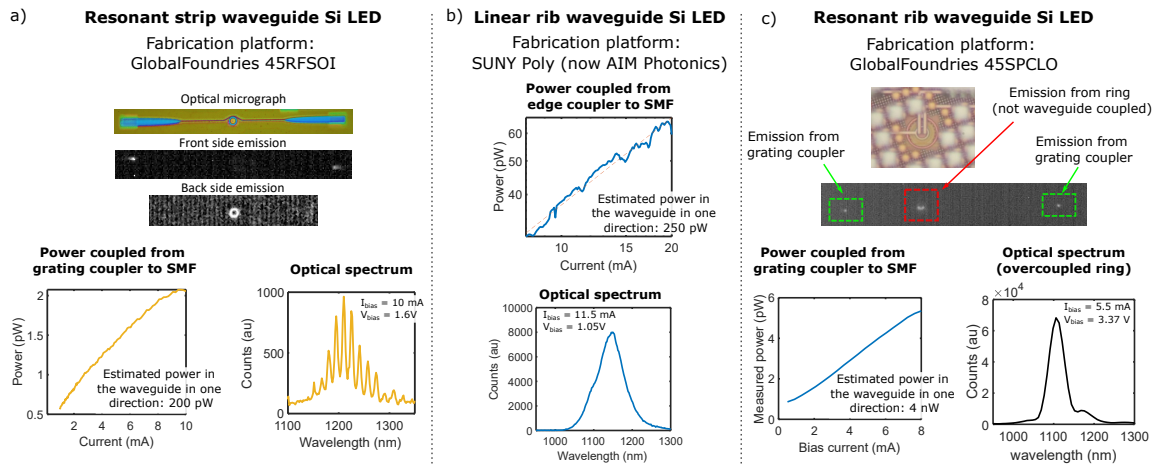 a)
Resonant strip waveguide Si LED
Fabrication platform:
GlobalFoundries 45RFSOI
Optical micrograph
Front side emission
Back side emission
Power coupled from
grating coupler to SMF
2
1.5
1
0.5
Power (pW)
Estimated power in
the waveguide in one
direction: 200 pW
2 4 6 8 10
Current (mA)
Optical spectrum
1000
500
0
Counts (au)
I_bias = 10 mA
V_bias = 1.6V
1100 1200 1300
Wavelength (nm)
b)
Linear rib waveguide Si LED
Fabrication platform:
SUNY Poly (now AIM Photonics)
Power coupled from
edge coupler to SMF
60
50
40
Power (pW)
Estimated power in
the waveguide in one
direction: 250 pW
10 15 20
Current (mA)
Optical spectrum
10000
8000
6000
4000
2000
0
Counts (au)
I_bias = 11.5 mA
V_bias = 1.05V
1000 1100 1200 1300
Wavelength (nm)
c)
Resonant rib waveguide Si LED
Fabrication platform:
GlobalFoundries 45SPCLO
Emission from ring
(not waveguide coupled)
Emission from
grating coupler
Emission from
grating coupler
Power coupled from
grating coupler to SMF
6
4
2
0
Measured power (pW)
Estimated power in
the waveguide in one
direction: 4 nW
0 2 4 6 8
Bias current (mA)
Optical spectrum
(overcoupled ring)
×10⁴
8
6
4
2
0
Counts (au)
I_bias = 5.5 mA
V_bias = 3.37 V
1000 1100 1200 1300
wavelength (nm)